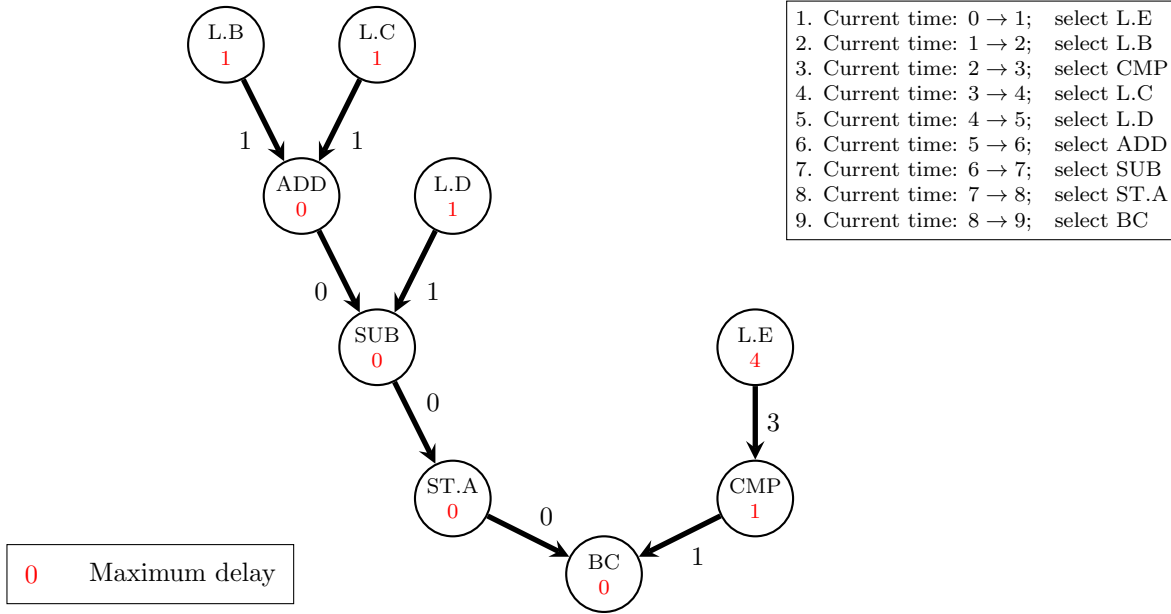 L.B
1
L.C
1
1. Current time: 0 → 1; select L.E
2. Current time: 1 → 2; select L.B
3. Current time: 2 → 3; select CMP
4. Current time: 3 → 4; select L.C
5. Current time: 4 → 5; select L.D
6. Current time: 5 → 6; select ADD
7. Current time: 6 → 7; select SUB
8. Current time: 7 → 8; select ST.A
9. Current time: 8 → 9; select BC
1
1
ADD
0
L.D
1
0
1
SUB
0
L.E
4
0
3
ST.A
0
CMP
1
0
1
BC
0
0 Maximum delay